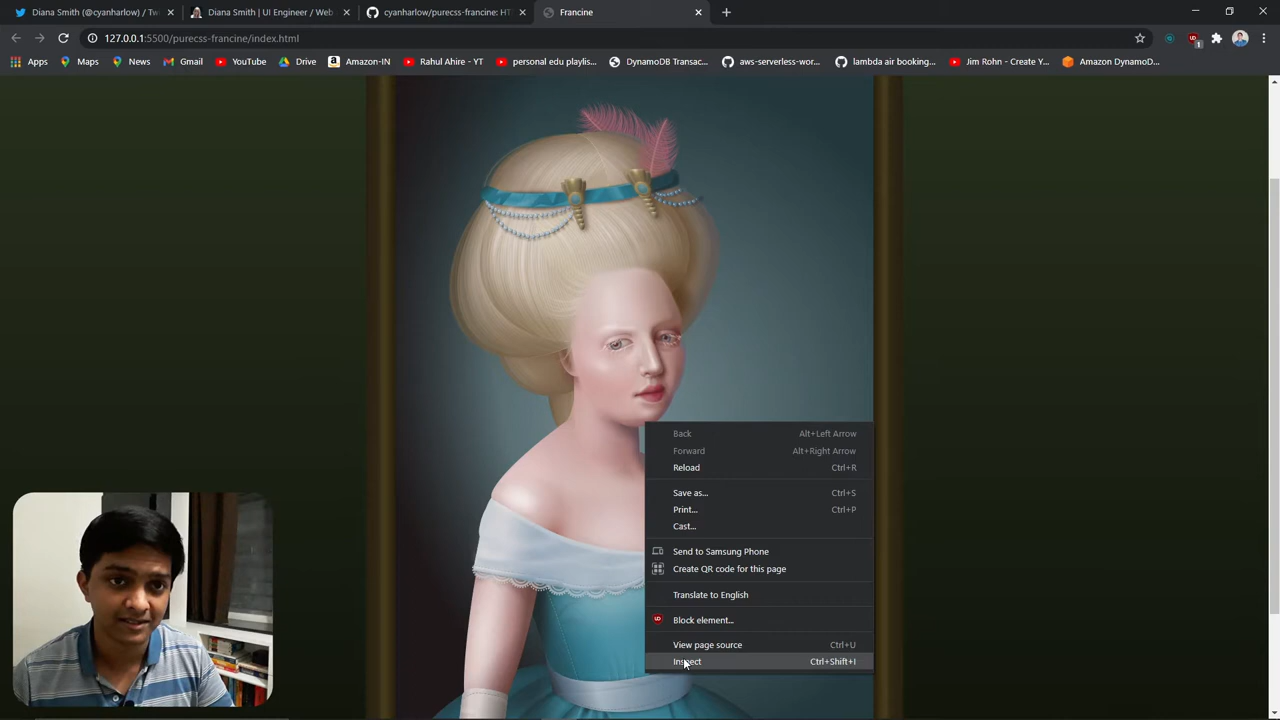 Diana Smith (@cyanharlow) / Tw
Diana Smith | UI Engineer / Web
cyanharlow/purecss-francine: HT
Francine
127.0.0.1:5500/purecss-francine/index.html
1
Apps
Maps
News
Gmail
YouTube
Drive
Amazon-IN
Rahul Ahire - YT
personal edu playlis...
DynamoDB Transac...
aws-serverless-wor...
lambda air booking...
Jim Rohn - Create Y...
Amazon DynamoD...
Back Alt+Left Arrow
Forward Alt+Right Arrow
Reload Ctrl+R
Save as... Ctrl+S
Print... Ctrl+P
Cast...
Send to Samsung Phone
Create QR code for this page
Translate to English
Block element...
View page source Ctrl+U
Inspect Ctrl+Shift+I